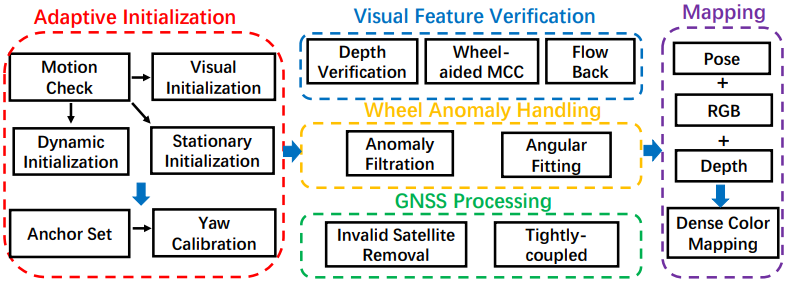 Adaptive Initialization
Motion
Check
Visual
Initialization
Dynamic
Initialization
Stationary
Initialization
Anchor Set
Yaw
Calibration
Visual Feature Verification
Depth
Verification
Wheel-
aided MCC
Flow
Back
Wheel Anomaly Handling
Anomaly
Filtration
Angular
Fitting
GNSS Processing
Invalid Satellite
Removal
Tightly-
coupled
Mapping
Pose
+
RGB
+
Depth
Dense Color
Mapping